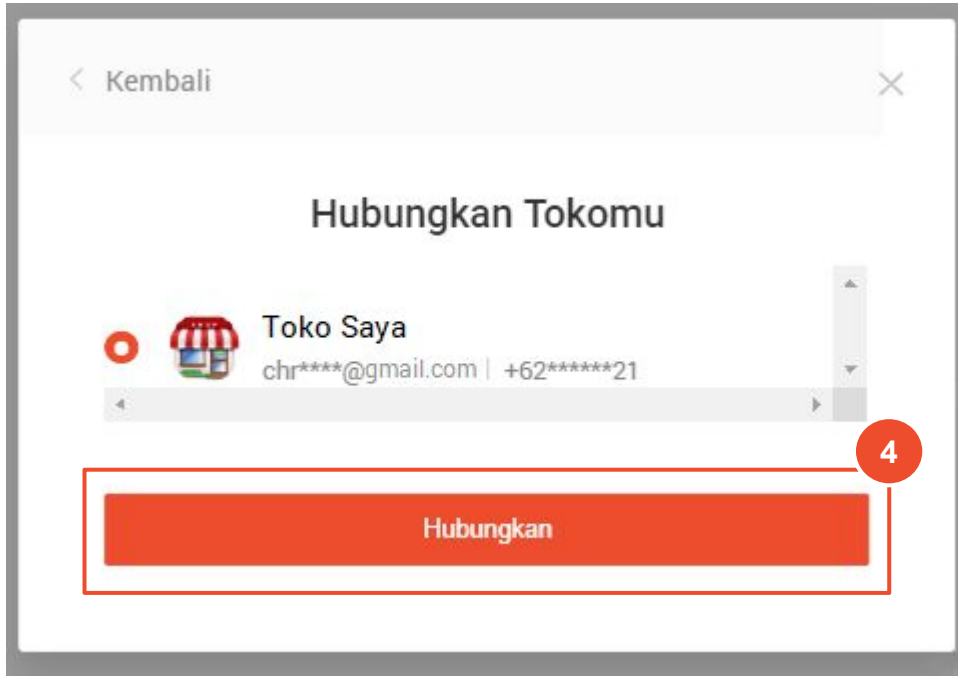 Kembali
Hubungkan Tokomu
Toko Saya
chr****@gmail.com | +62******21
4
Hubungkan